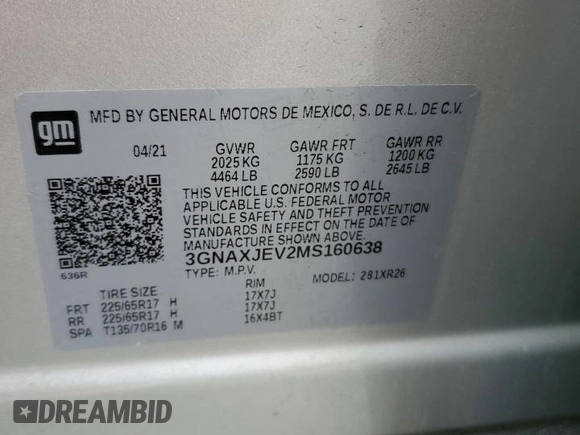 gm
MFD BY GENERAL MOTORS DE MEXICO, S. DE R.L. DE C.V.
04/21 GVWR GAWR FRT GAWR RR
2025 KG 1175 KG 1200 KG
4464 LB 2590 LB 2645 LB
THIS VEHICLE CONFORMS TO ALL
APPLICABLE U.S. FEDERAL MOTOR
VEHICLE SAFETY AND THEFT PREVENTION
STANDARDS IN EFFECT ON THE DATE OF
MANUFACTURE SHOWN ABOVE.
3GNAXJEV2MS160638
636R TYPE: M.P.V. MODEL: 281XR26
TIRE SIZE RIM
FRT 225/65R17 H 17X7J
RR 225/65R17 H 17X7J
SPA T135/70R16 M 16X4BT
DREAMBID